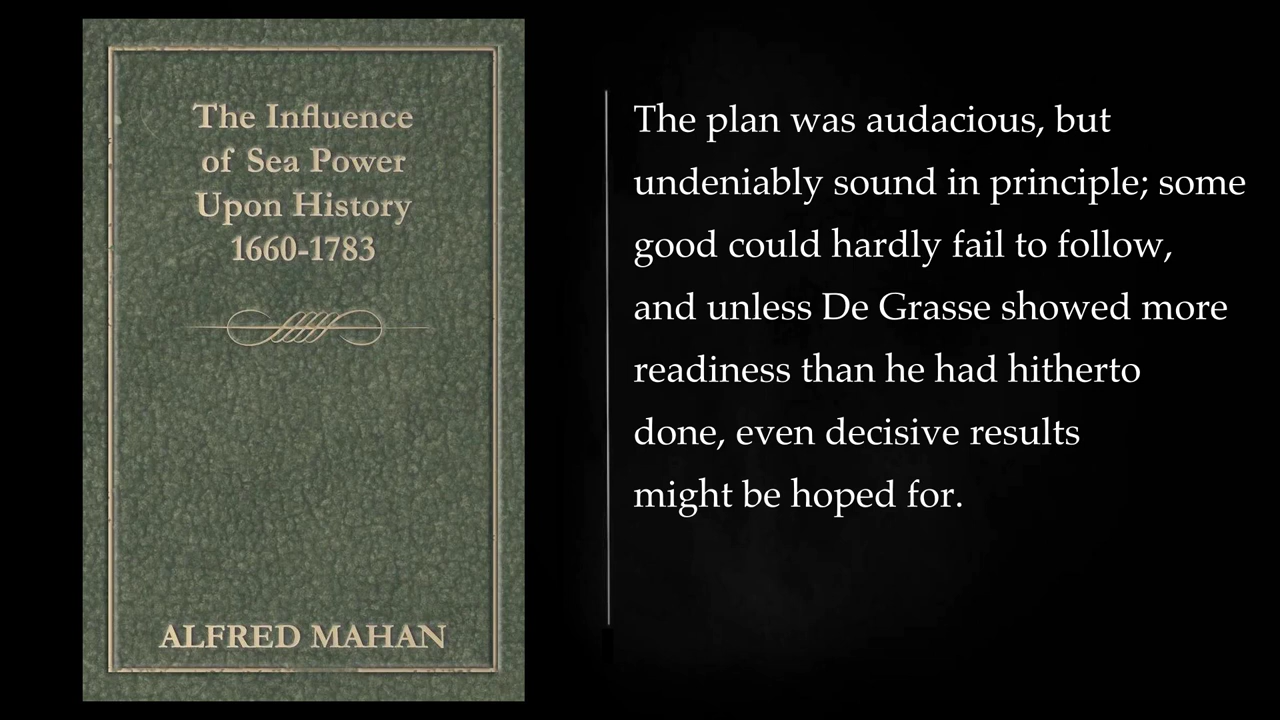 The Influence
of Sea Power
Upon History
1660-1783
ALFRED MAHAN
The plan was audacious, but
undeniably sound in principle; some
good could hardly fail to follow,
and unless De Grasse showed more
readiness than he had hitherto
done, even decisive results
might be hoped for.